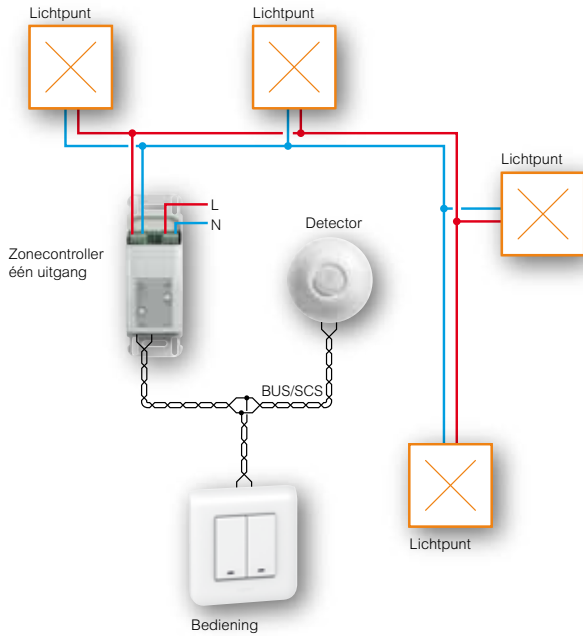 Lichtpunt
Lichtpunt
Lichtpunt
L
N
Detector
Zonecontroller
één uitgang
BUS/SCS
Lichtpunt
Bediening